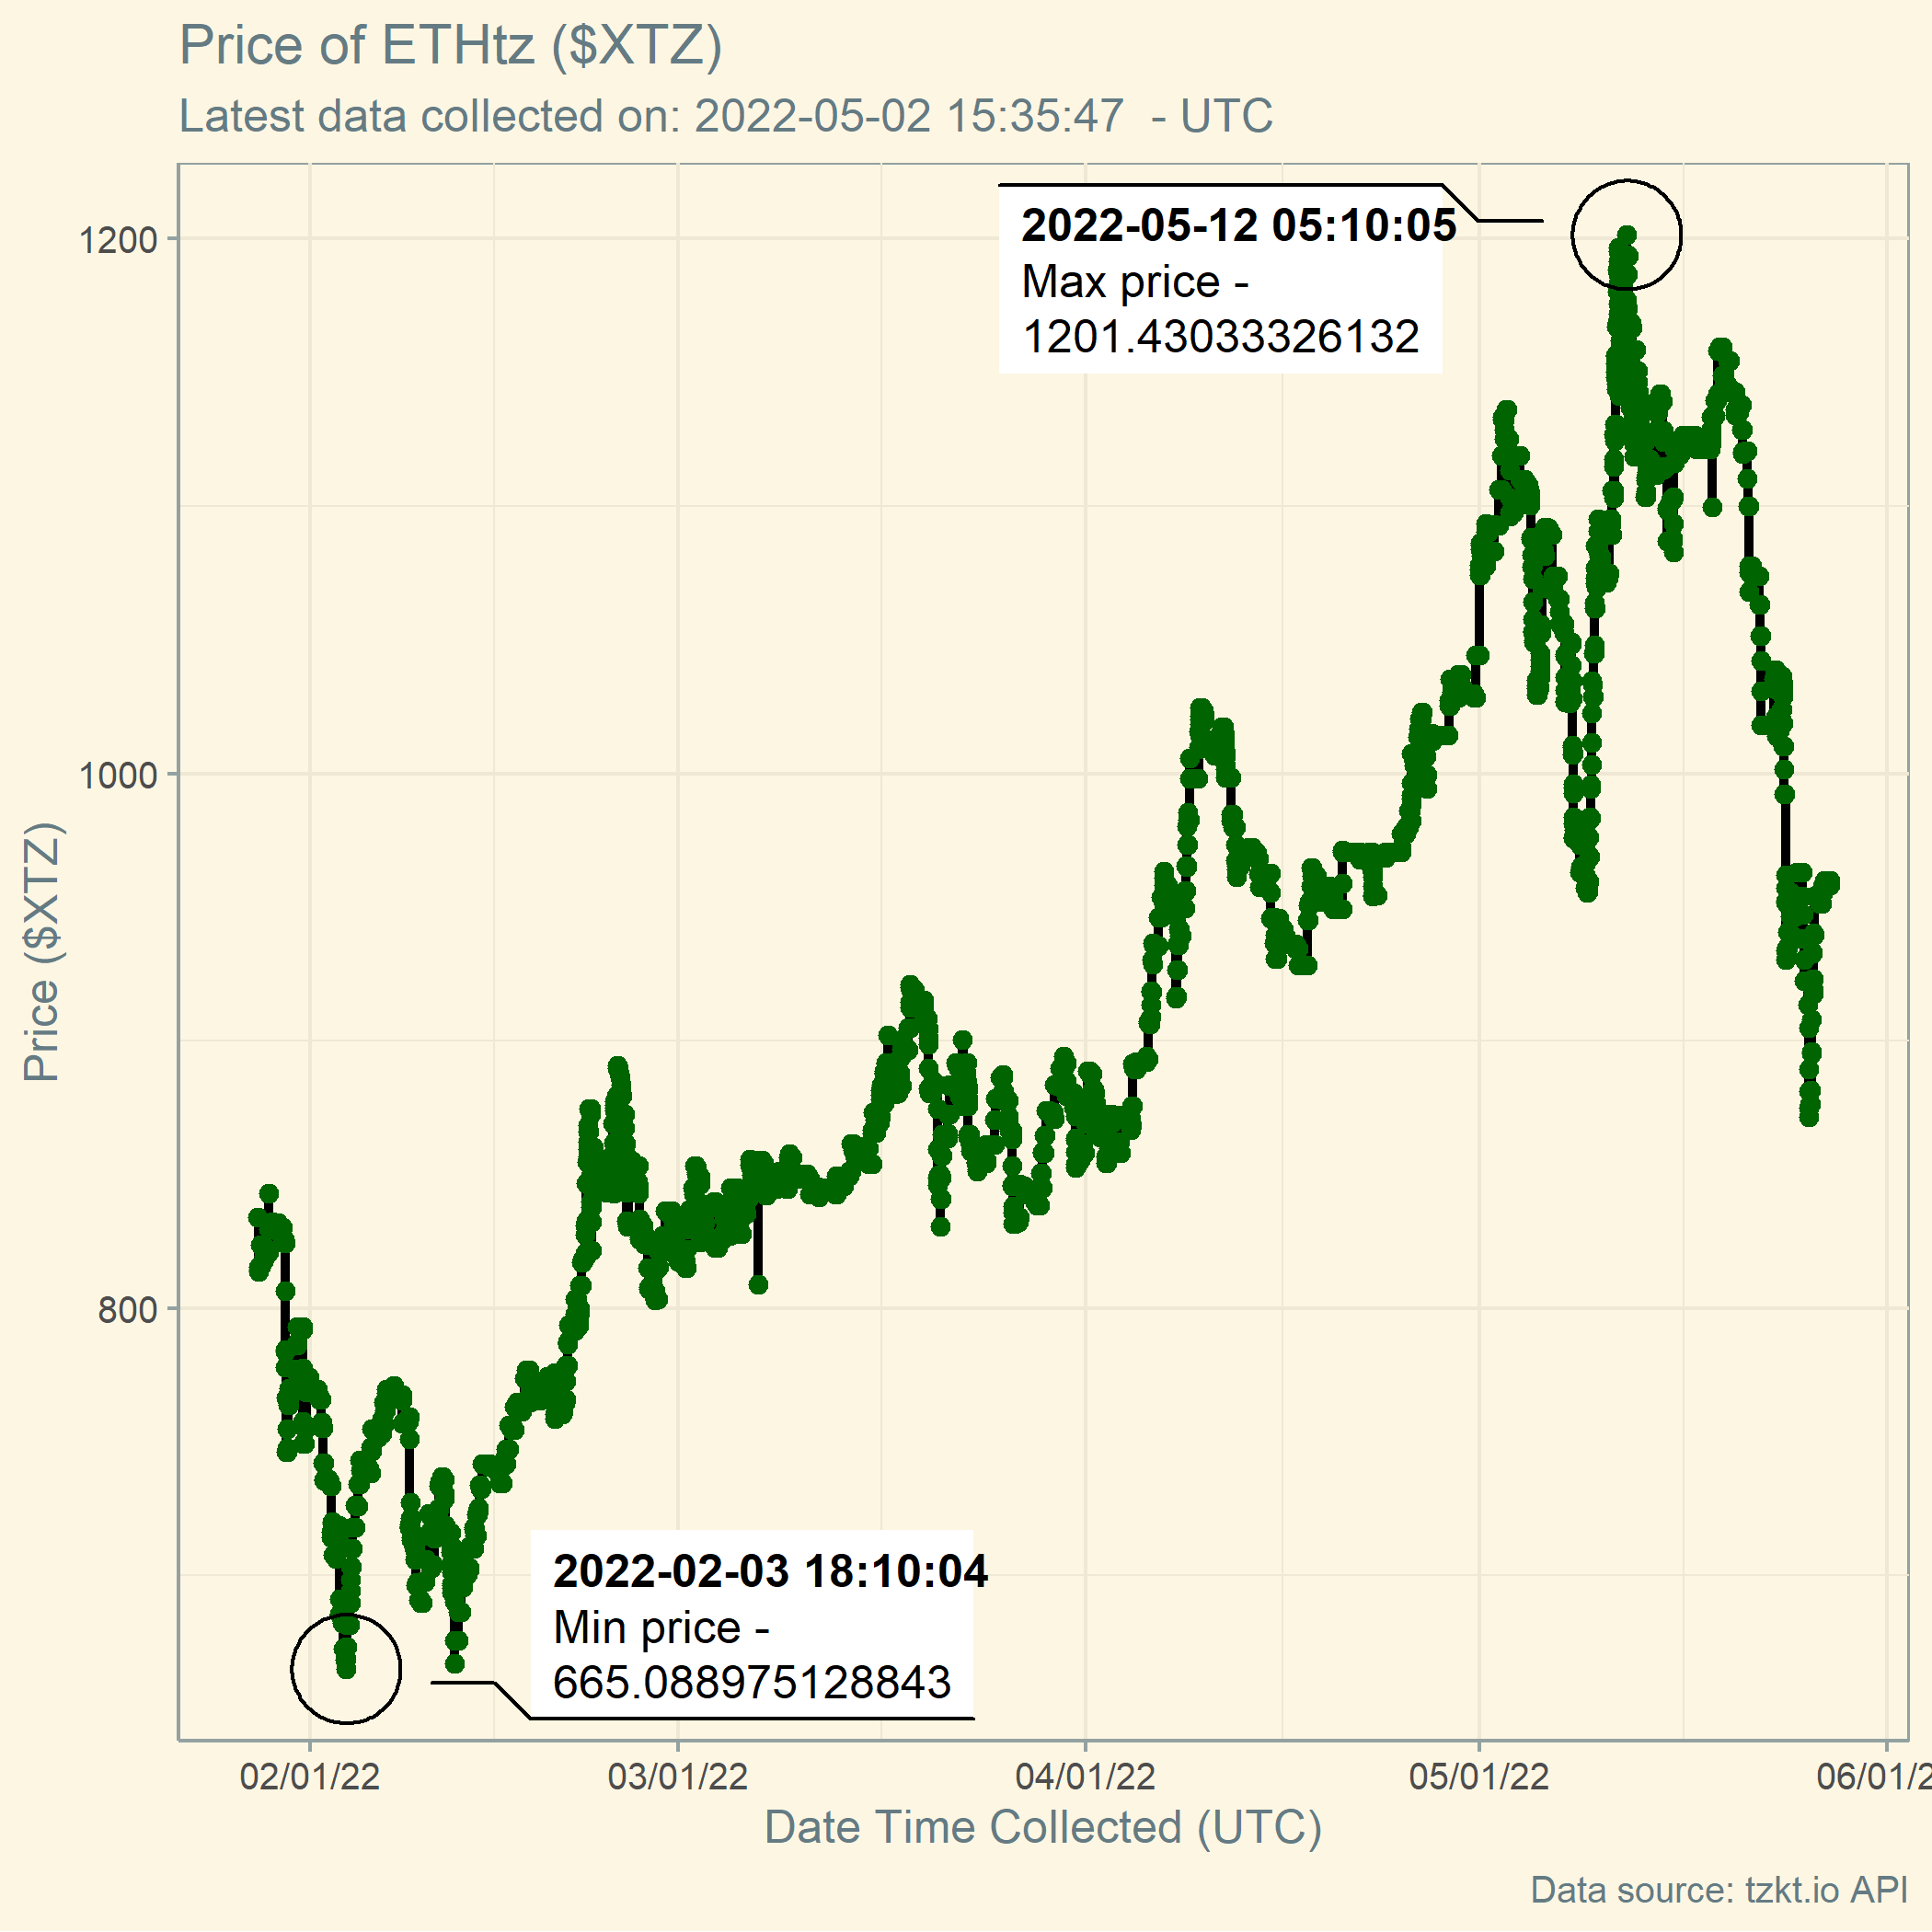 Price of ETHtz ($XTZ)
Latest data collected on: 2022-05-02 15:35:47  - UTC
2022-05-12 05:10:05
Max price -
1201.43033326132
1200
1000
800
Price ($XTZ)
2022-02-03 18:10:04
Min price -
665.088975128843
02/01/22
03/01/22
04/01/22
05/01/22
06/01/2
Date Time Collected (UTC)
Data source: tzkt.io API